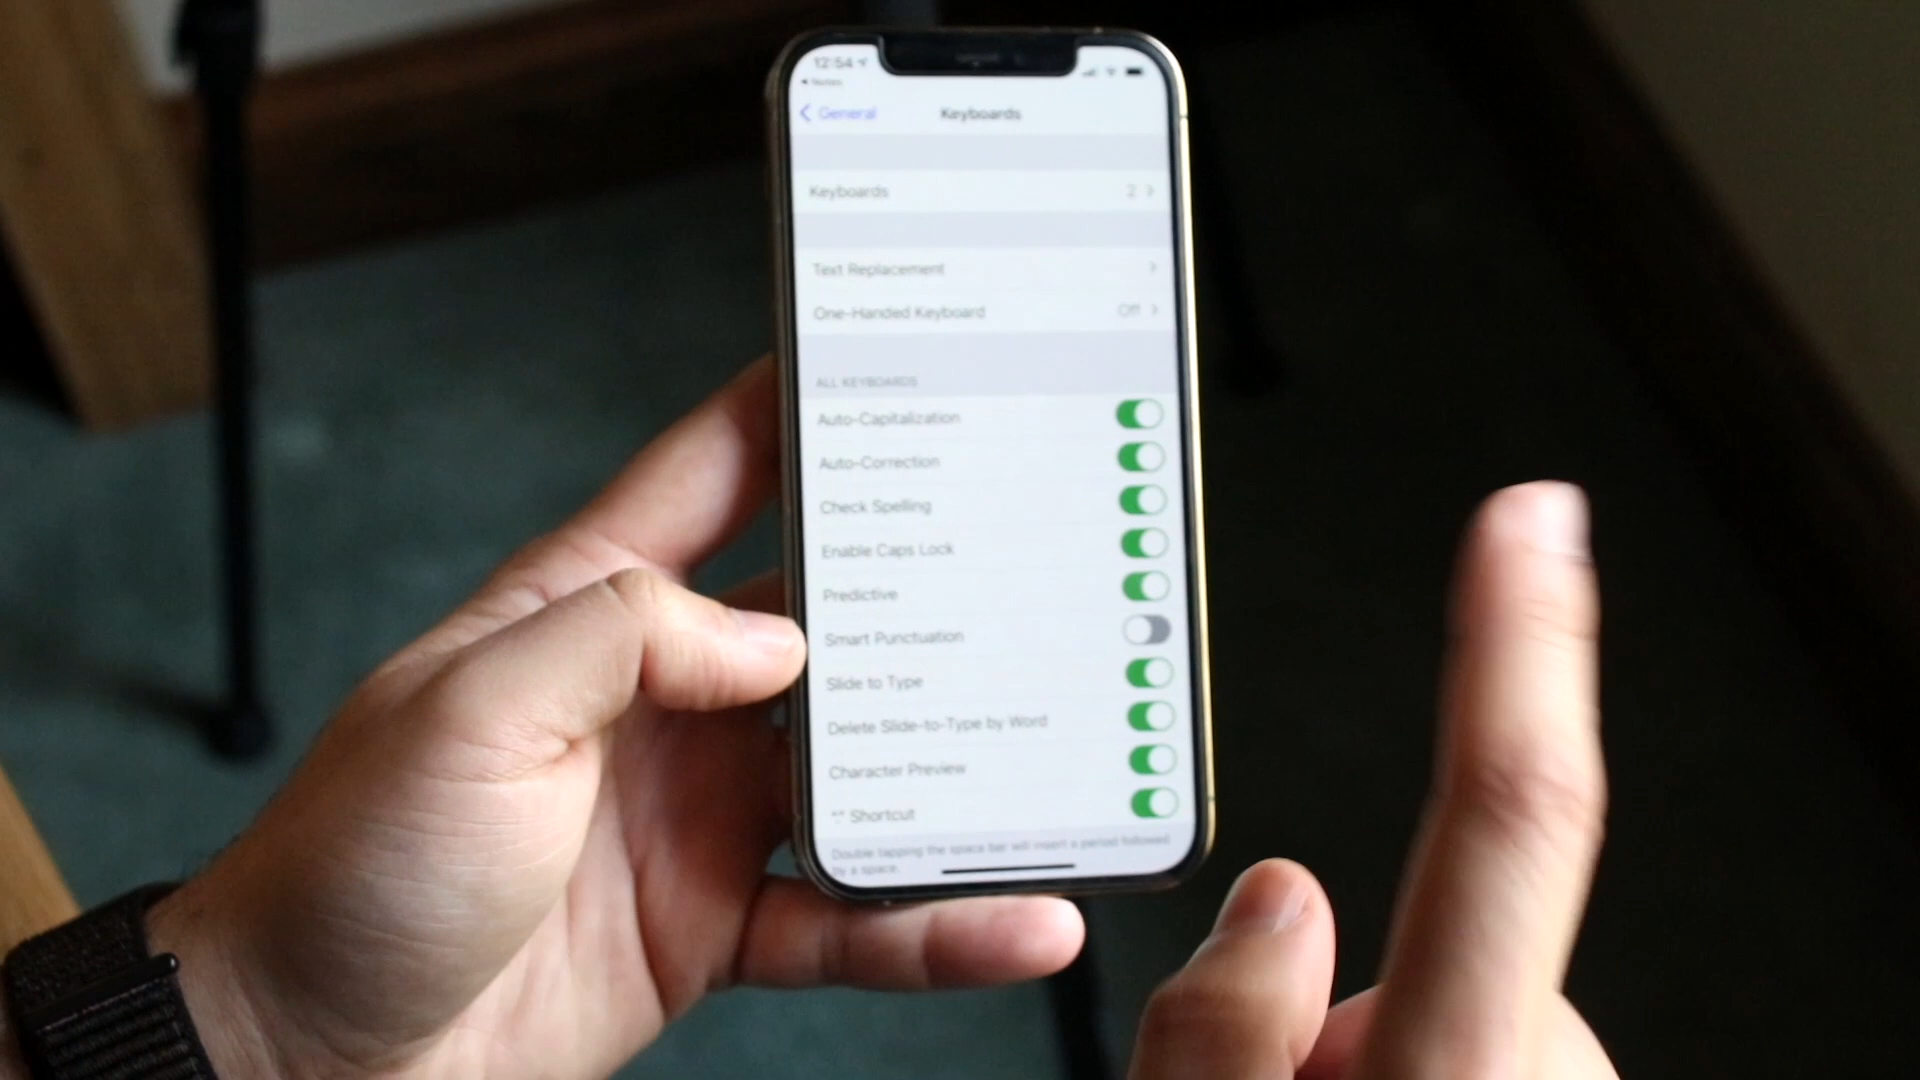 12:54
Notes
General
Keyboards
Keyboards 2
Text Replacement
One-Handed Keyboard Off
ALL KEYBOARDS
Auto-Capitalization
Auto-Correction
Check Spelling
Enable Caps Lock
Predictive
Smart Punctuation
Slide to Type
Delete Slide-to-Type by Word
Character Preview
"." Shortcut
Double tapping the space bar will insert a period followed
by a space.